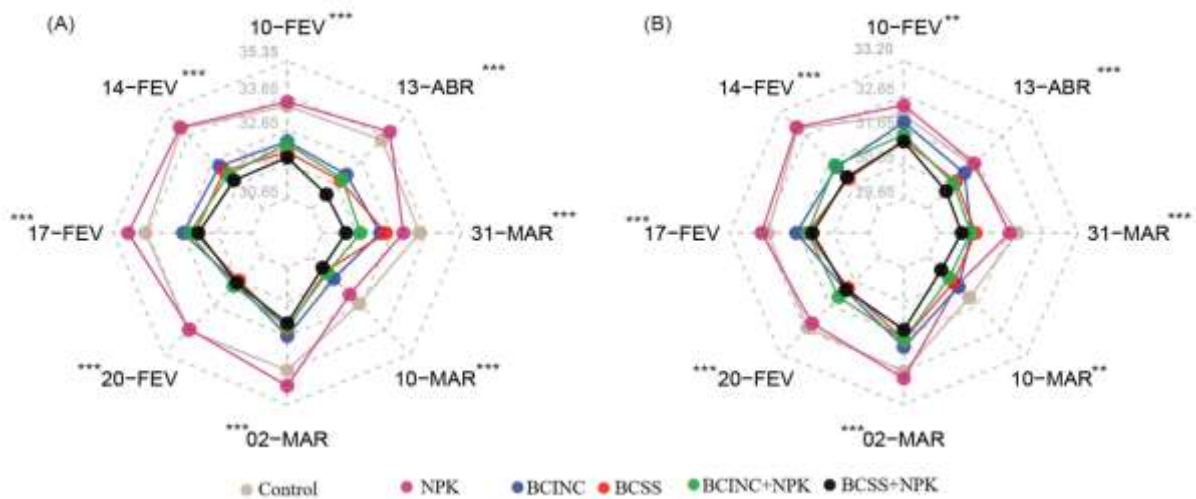 (A)
10-FEV***
14-FEV***
13-ABR***
***17-FEV
31-MAR***
***20-FEV
10-MAR***
***02-MAR
35.35
33.65
32.65
30.65
(B)
10-FEV**
14-FEV***
13-ABR***
***17-FEV
31-MAR***
***20-FEV
10-MAR**
***02-MAR
33.20
32.65
31.65
29.65
Control NPK BCINC BCSS BCINC+NPK BCSS+NPK